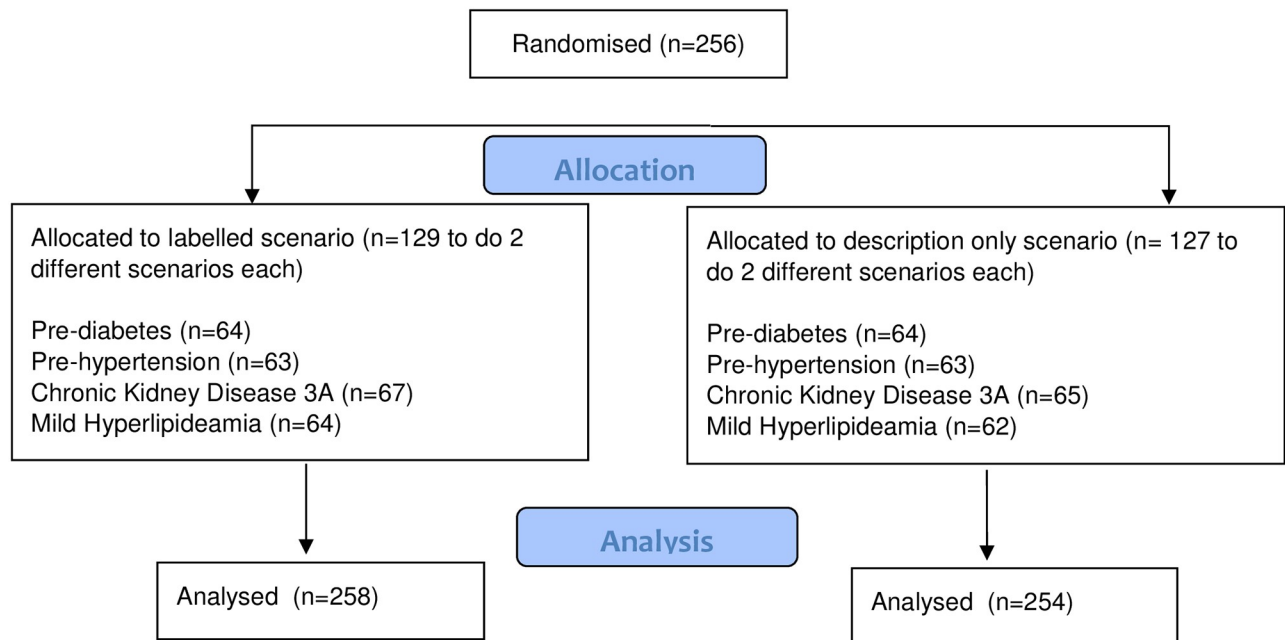 Randomised (n=256)
Allocation
Allocated to labelled scenario (n=129 to do 2
different scenarios each)
Pre-diabetes (n=64)
Pre-hypertension (n=63)
Chronic Kidney Disease 3A (n=67)
Mild Hyperlipideamia (n=64)
Allocated to description only scenario (n= 127 to
do 2 different scenarios each)
Pre-diabetes (n=64)
Pre-hypertension (n=63)
Chronic Kidney Disease 3A (n=65)
Mild Hyperlipideamia (n=62)
Analysis
Analysed (n=258)
Analysed (n=254)